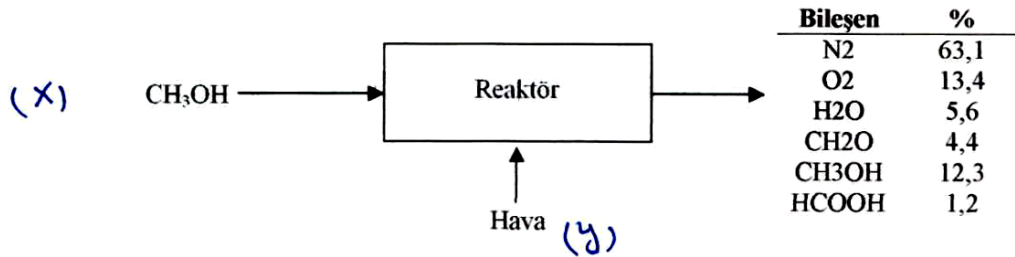 Bileşen %
N2 63,1
O2 13,4
H2O 5,6
CH2O 4,4
CH3OH 12,3
HCOOH 1,2
(X) CH₃OH
Reaktör
Hava (y)